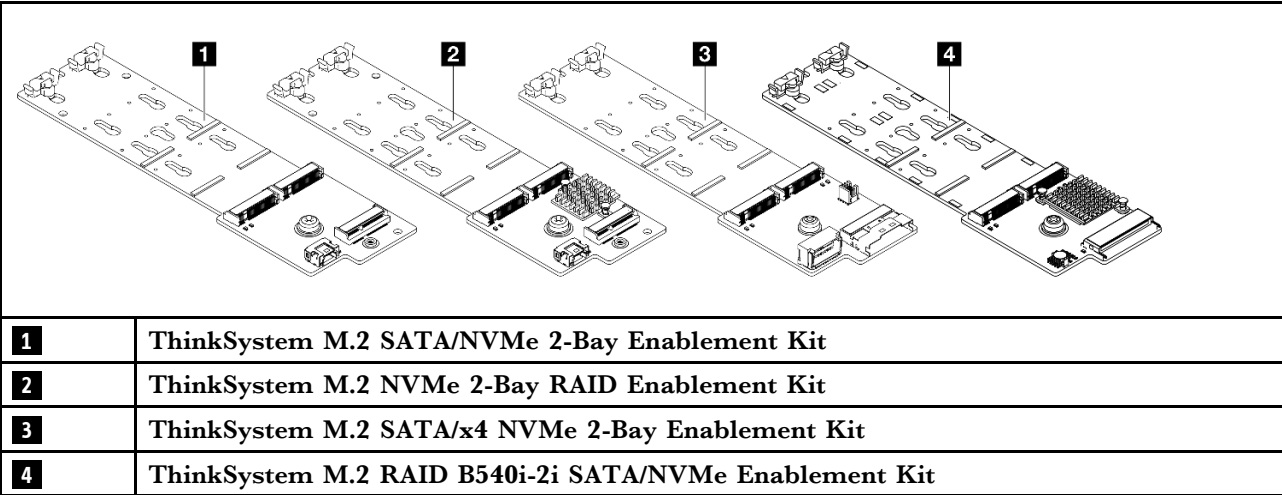 1 2 3 4
1 ThinkSystem M.2 SATA/NVMe 2-Bay Enablement Kit
2 ThinkSystem M.2 NVMe 2-Bay RAID Enablement Kit
3 ThinkSystem M.2 SATA/x4 NVMe 2-Bay Enablement Kit
4 ThinkSystem M.2 RAID B540i-2i SATA/NVMe Enablement Kit